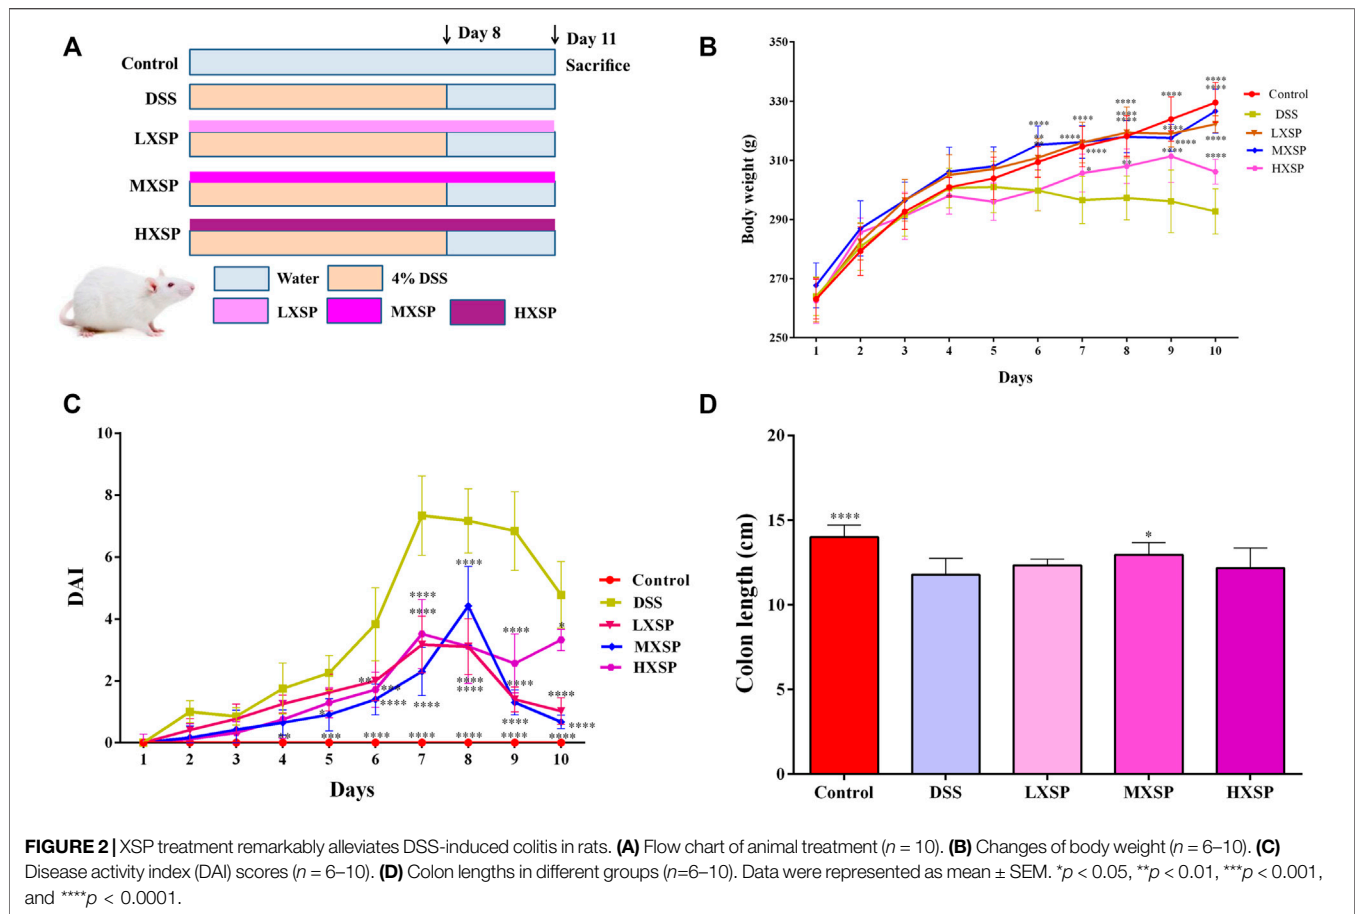 A
Day 8
Day 11
Sacrifice
Control
DSS
LXSP
MXSP
HXSP
Water
4% DSS
LXSP
MXSP
HXSP
B
Body weight (g)
350
330
310
290
270
250
1 2 3 4 5 6 7 8 9 10
Days
Control
DSS
LXSP
MXSP
HXSP
C
DAI
10
8
6
4
2
0
1 2 3 4 5 6 7 8 9 10
Days
Control
DSS
LXSP
MXSP
HXSP
D
Colon length (cm)
20
15
10
5
0
****
*
Control DSS LXSP MXSP HXSP
FIGURE 2 | XSP treatment remarkably alleviates DSS-induced colitis in rats. (A) Flow chart of animal treatment (n = 10). (B) Changes of body weight (n = 6–10). (C)
Disease activity index (DAI) scores (n = 6–10). (D) Colon lengths in different groups (n=6–10). Data were represented as mean ± SEM. *p < 0.05, **p < 0.01, ***p < 0.001,
and ****p < 0.0001.